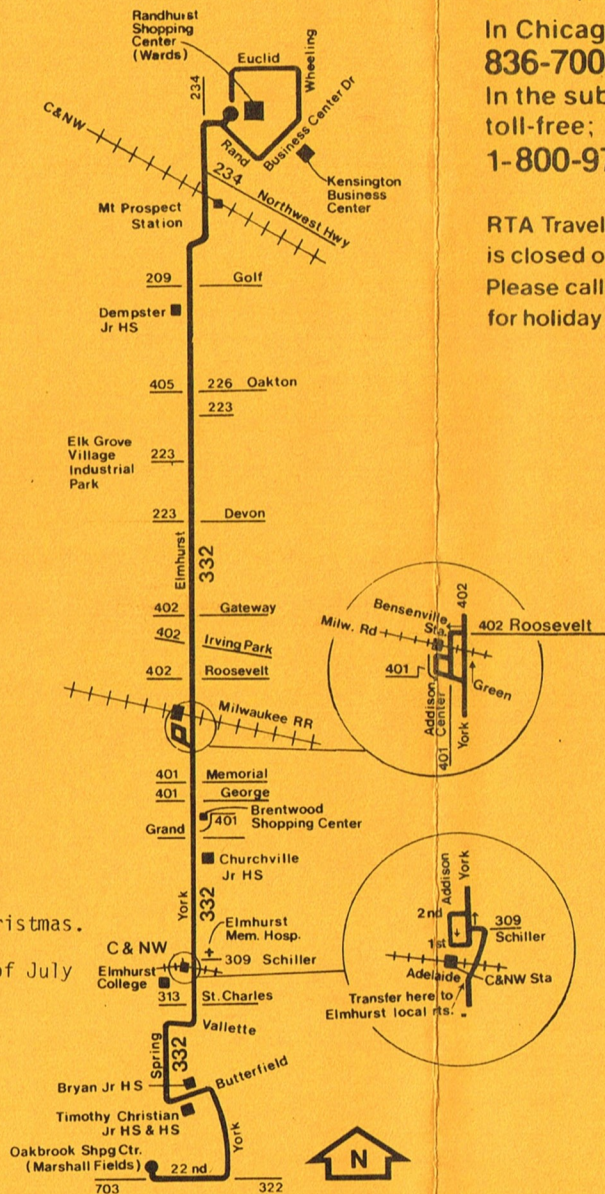 Randhurst
Shopping
Center
(Wards)
Euclid
Wheeling
234
Business Center Dr
Rand
C&NW
234
Northwest Hwy
Kensington
Business
Center
Mt Prospect
Station
209
Golf
Dempster
Jr HS
405
226 Oakton
223
Elk Grove
Village
Industrial
Park
223
223
Devon
Elmhurst
332
402
Gateway
402
Irving Park
402
Roosevelt
Milwaukee RR
401
Memorial
401
George
401
Brentwood
Shopping Center
Grand
Churchville
Jr HS
York
332
Elmhurst
Mem. Hosp.
C & NW
309 Schiller
Elmhurst
College
313
St. Charles
Vallette
Spring
332
Butterfield
Bryan Jr HS
Timothy Christian
Jr HS & HS
York
Oakbrook Shpg Ctr.
(Marshall Fields)
22 nd
703
322
N
Bensenville
Sta.
402
Milw. Rd
402 Roosevelt
401
Green
Addison
Center
401
York
Addison
York
2nd
309
Schiller
1st
Adelaide
C&NW Sta
Transfer here to
Elmhurst local rts.
In Chicag
836-700
In the sub
toll-free;
1-800-97
RTA Travel
is closed o
Please call
for holiday
ristmas.
of July